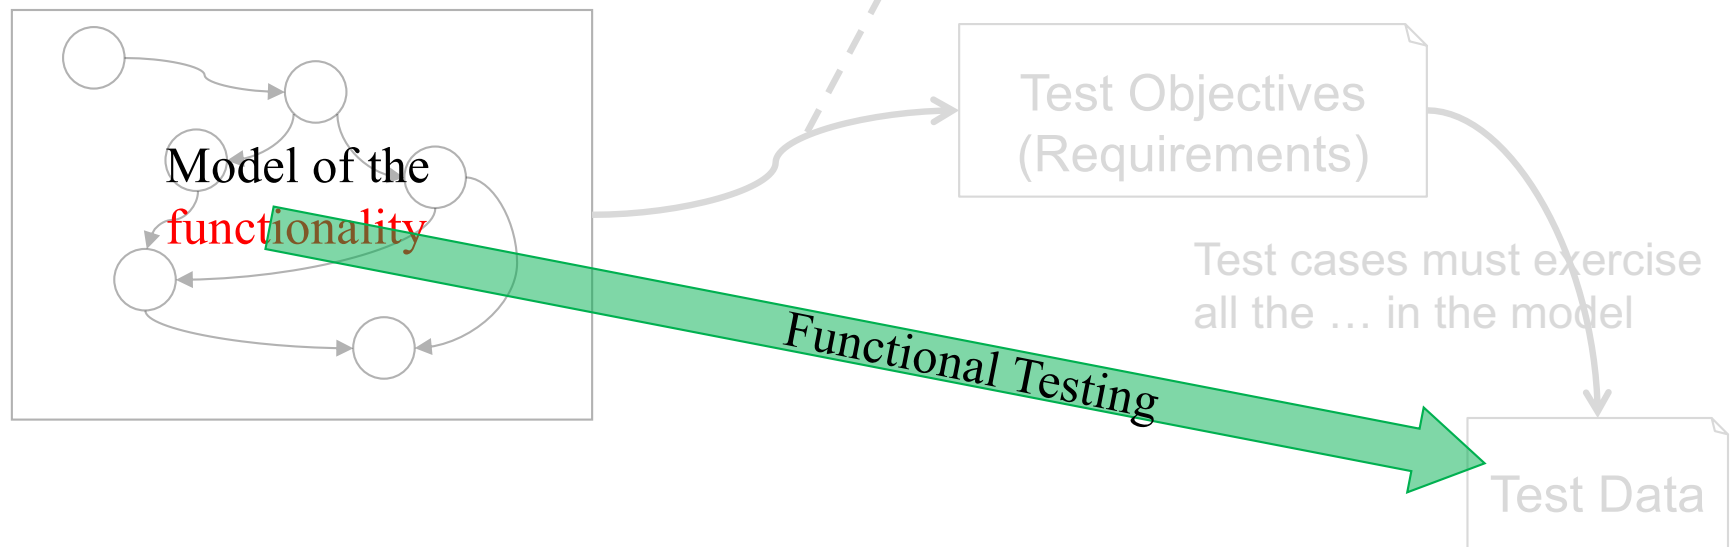 Model of the
functionality
Test Objectives
(Requirements)
Test cases must exercise
all the … in the model
Functional Testing
Test Data